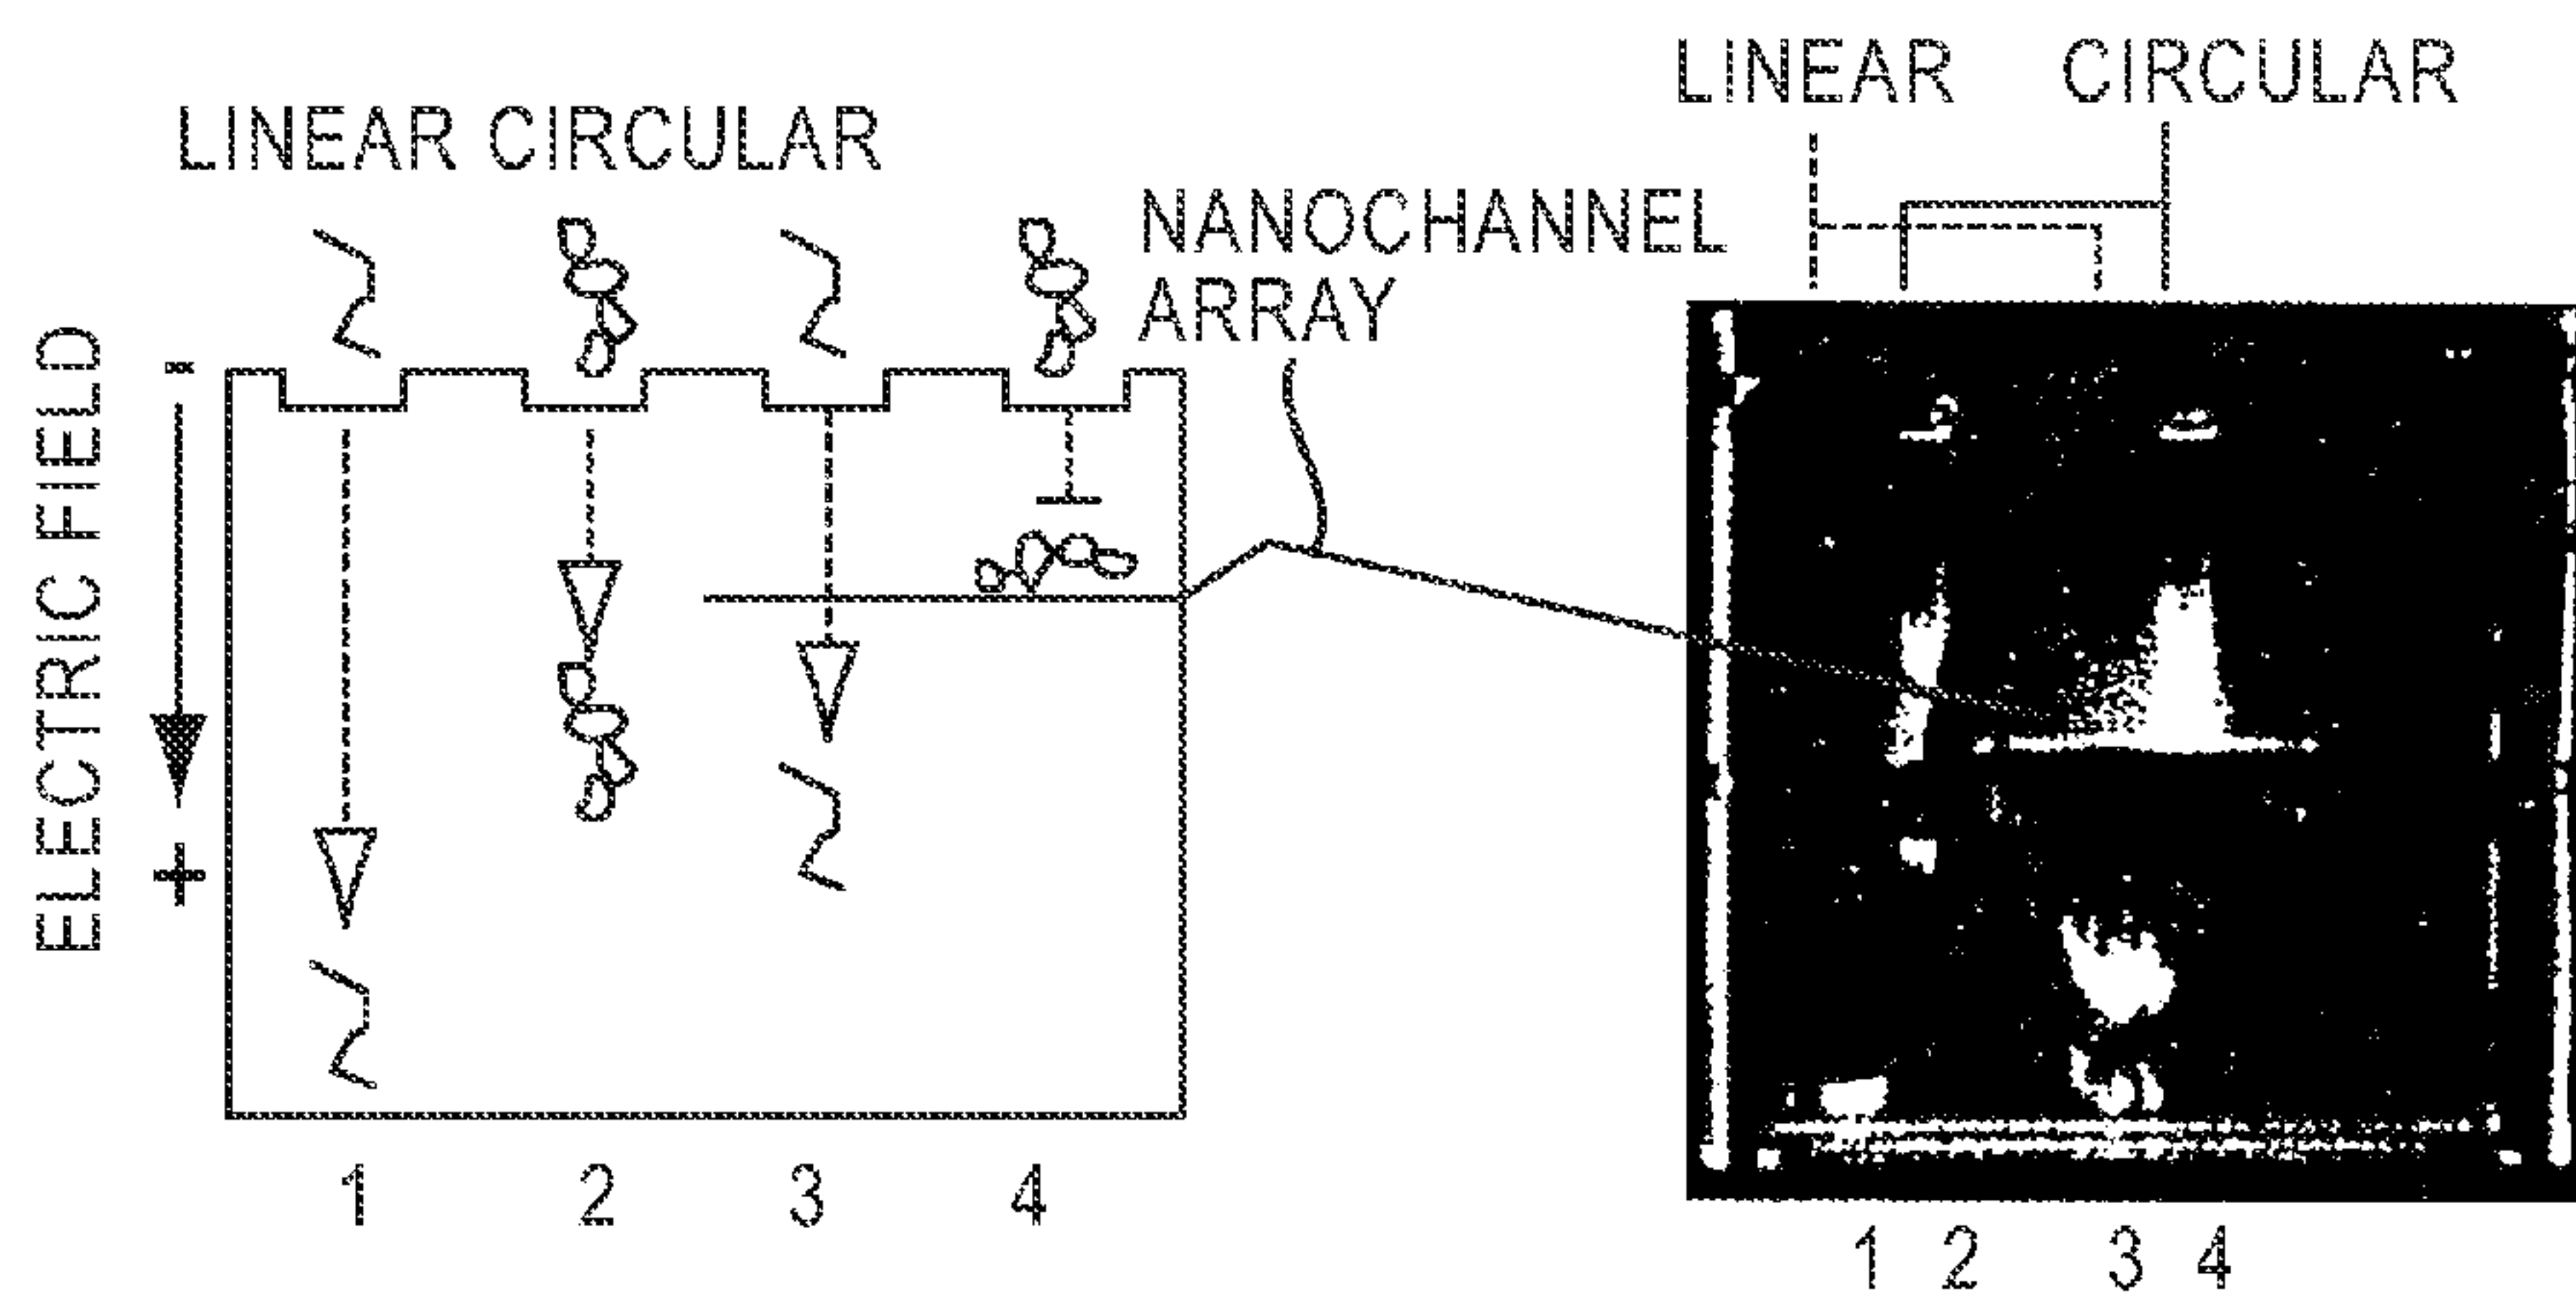 LINEAR CIRCULAR
NANOCHANNEL
ARRAY
ELECTRIC FIELD
-
+
1 2 3 4
LINEAR CIRCULAR
1 2 3 4